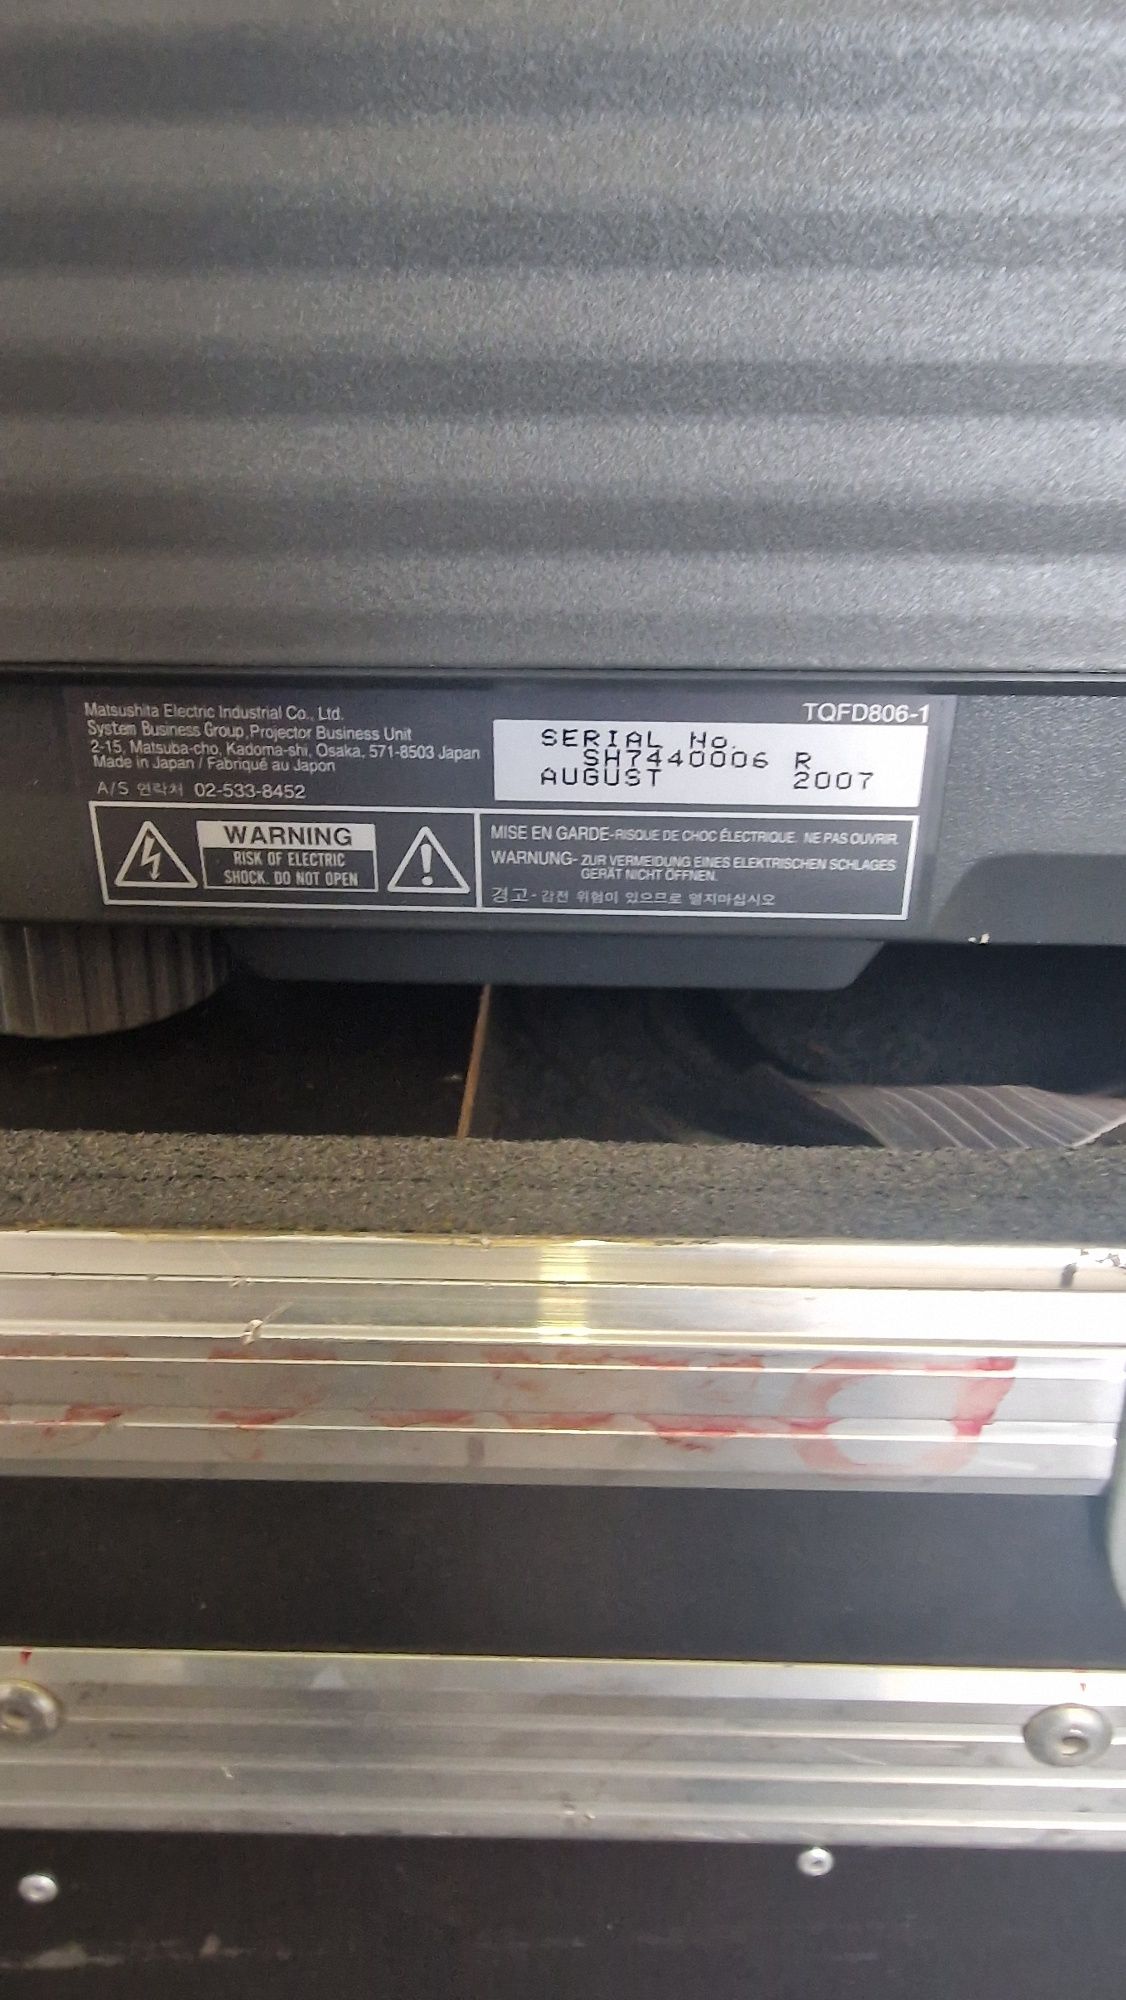 Matsushita Electric Industrial Co., Ltd.
System Business Group,Projector Business Unit
2-15, Matsuba-cho, Kadoma-shi, Osaka, 571-8503 Japan
Made in Japan / Fabriqué au Japon
A/S 연락처 02-533-8452
TQFD806-1
SERIAL No.
SH7440006 R
AUGUST 2007
WARNING
RISK OF ELECTRIC
SHOCK. DO NOT OPEN
MISE EN GARDE-RISQUE DE CHOC ÉLECTRIQUE. NE PAS OUVRIR.
WARNUNG- ZUR VERMEIDUNG EINES ELEKTRISCHEN SCHLAGES
GERÄT NICHT ÖFFNEN.
경고- 감전 위험이 있으므로 열지마십시오